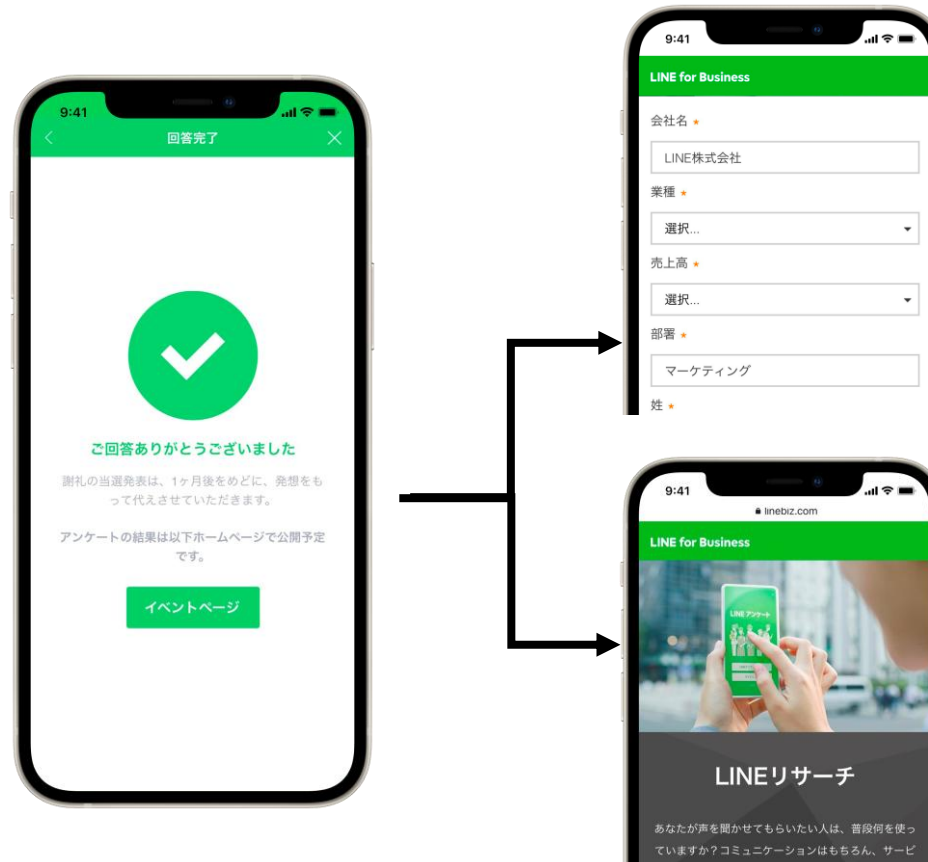 9:41
回答完了
ご回答ありがとうございました
謝礼の当選発表は、1ヶ月後をめどに、発想をも
って代えさせていただきます。
アンケートの結果は以下ホームページで公開予定
です。
イベントページ
9:41
LINE for Business
会社名 ★
LINE株式会社
業種 ★
選択...
売上高 ★
選択...
部署 ★
マーケティング
姓 ★
9:41
linebiz.com
LINE for Business
LINE アンケート
LINEリサーチ
あなたが声を聞かせてもらいたい人は、普段何を使っ
ていますか？コミュニケーションはもちろん、サービ